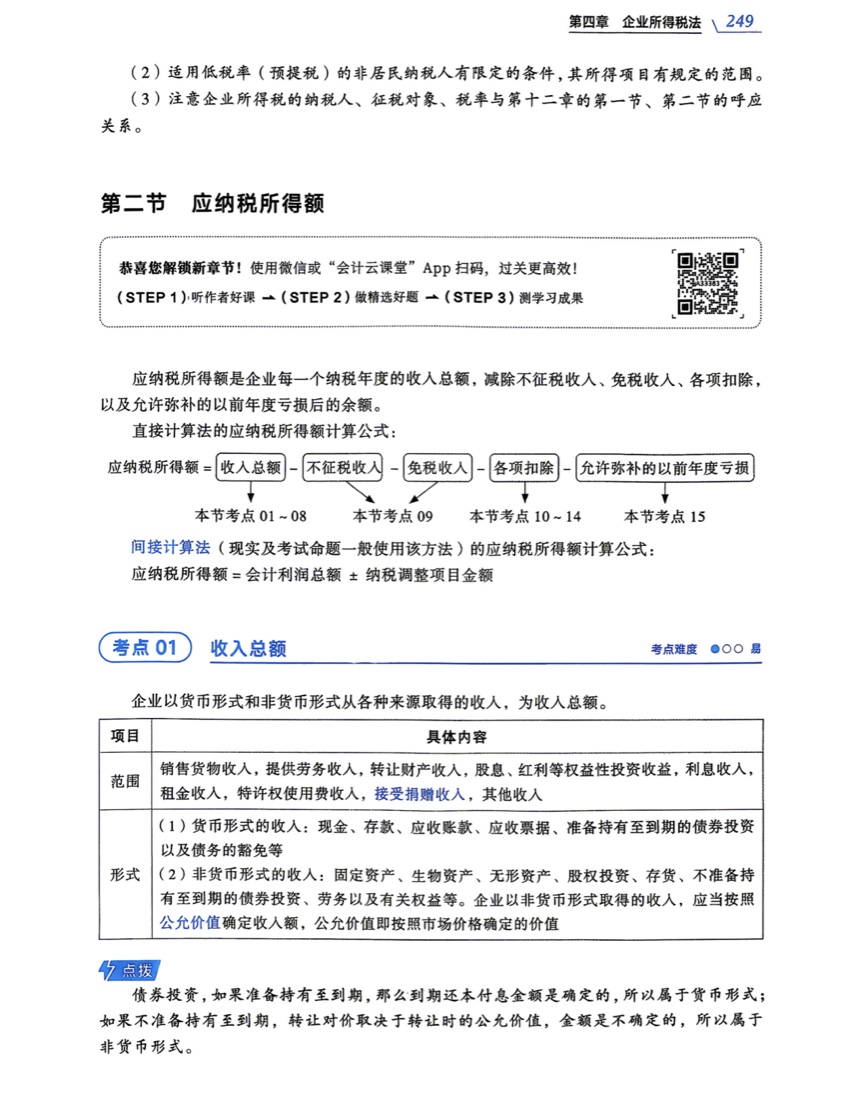 第四章 企业所得税法 249
（2）适用低税率（预提税）的非居民纳税人有限定的条件，其所得项目有规定的范围。
（3）注意企业所得税的纳税人、征税对象、税率与第十二章的第一节、第二节的呼应
关系。
第二节 应纳税所得额
恭喜您解锁新章节！使用微信或“会计云课堂”App 扫码，过关更高效！
（STEP 1）听作者好课 ⇀（STEP 2）做精选好题 ⇀（STEP 3）测学习成果
A33383
应纳税所得额是企业每一个纳税年度的收入总额，减除不征税收入、免税收入、各项扣除，
以及允许弥补的以前年度亏损后的余额。
直接计算法的应纳税所得额计算公式：
应纳税所得额 = 收入总额 － 不征税收入 － 免税收入 － 各项扣除 － 允许弥补的以前年度亏损
本节考点 01 ~ 08 本节考点 09 本节考点 10 ~ 14 本节考点 15
间接计算法（现实及考试命题一般使用该方法）的应纳税所得额计算公式：
应纳税所得额 = 会计利润总额 ± 纳税调整项目金额
考点 01 收入总额 考点难度 ●○○ 易
企业以货币形式和非货币形式从各种来源取得的收入，为收入总额。
项目 具体内容
范围 销售货物收入，提供劳务收入，转让财产收入，股息、红利等权益性投资收益，利息收入，
租金收入，特许权使用费收入，接受捐赠收入，其他收入
形式 （1）货币形式的收入：现金、存款、应收账款、应收票据、准备持有至到期的债券投资
以及债务的豁免等
（2）非货币形式的收入：固定资产、生物资产、无形资产、股权投资、存货、不准备持
有至到期的债券投资、劳务以及有关权益等。企业以非货币形式取得的收入，应当按照
公允价值确定收入额，公允价值即按照市场价格确定的价值
点拨
债券投资，如果准备持有至到期，那么到期还本付息金额是确定的，所以属于货币形式；
如果不准备持有至到期，转让对价取决于转让时的公允价值，金额是不确定的，所以属于
非货币形式。